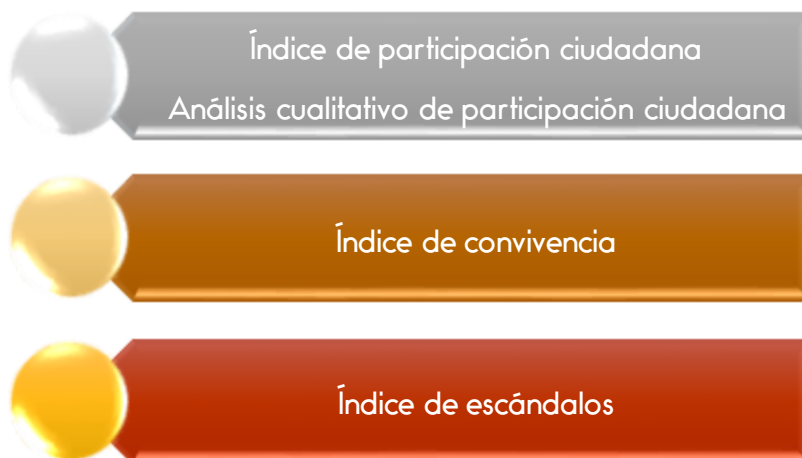 Índice de participación ciudadana
Análisis cualitativo de participación ciudadana
Índice de convivencia
Índice de escándalos